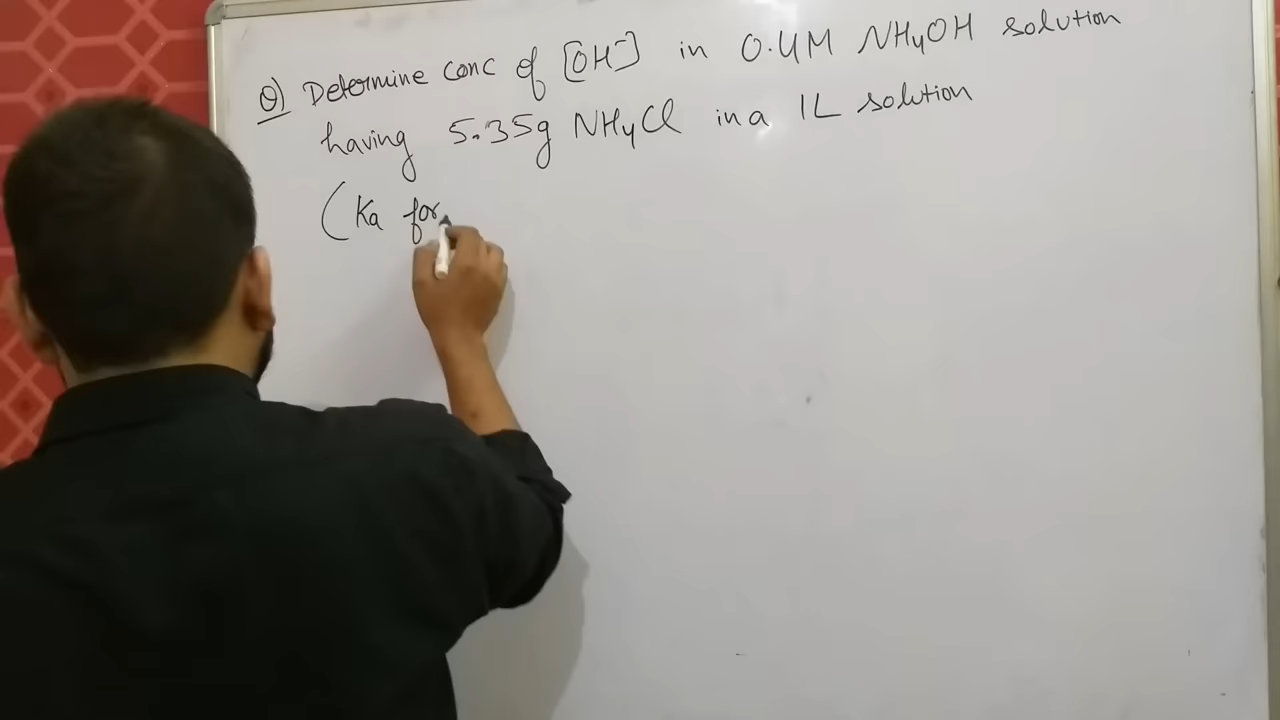 Q) Determine conc of [OH⁻] in 0.4M NH4OH solution
having 5.35g NH4Cl in a 1L solution
(Ka for